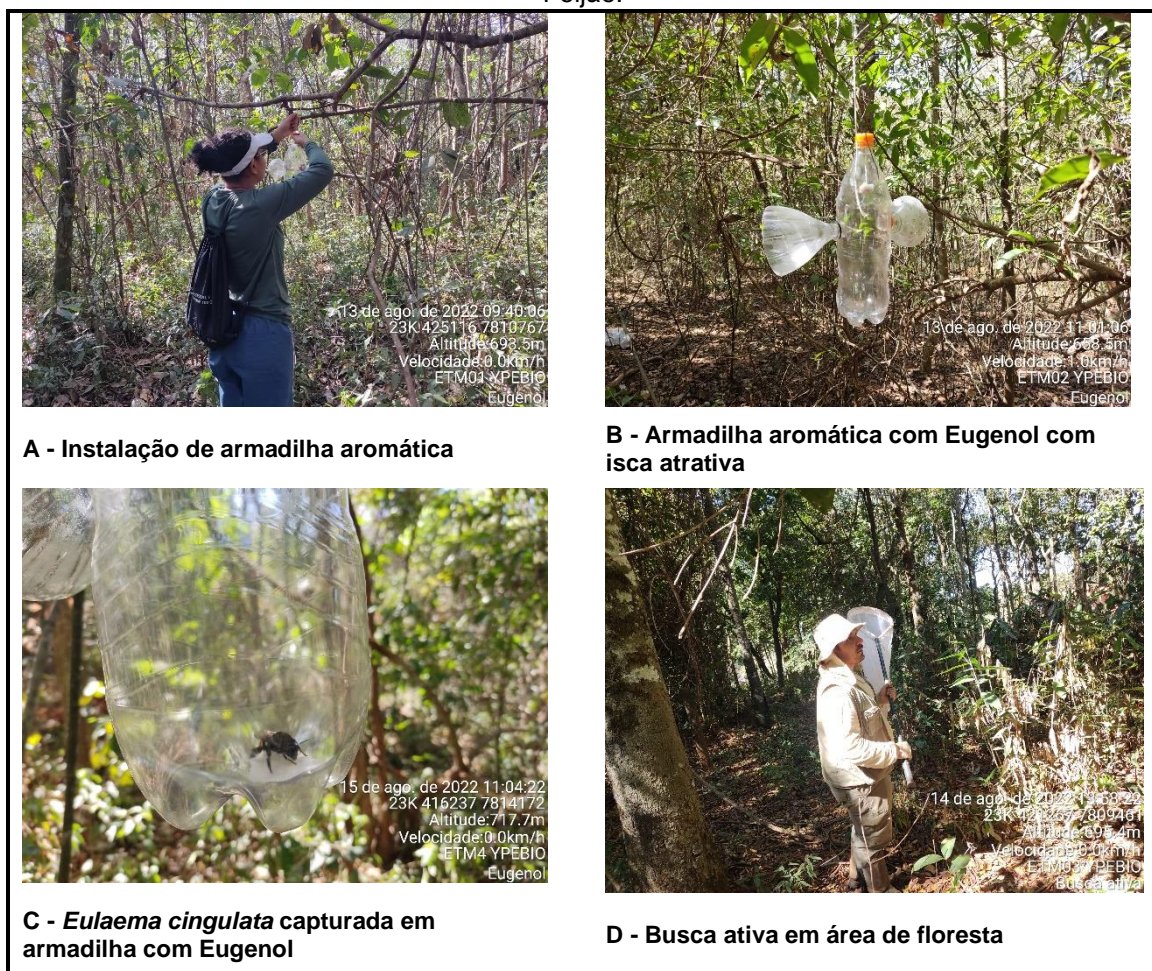 13 de ago. de 2022 09:40:06
23K 425116 7810767
Altitude:693.5m
Velocidade:0.0km/h
ETM01 YPEBIO
Eugenol
13 de ago. de 2022 11:01:06
Altitude:658.5m
Velocidade:1.0km/h
ETM02 YPEBIO
Eugenol
A - Instalação de armadilha aromática
B - Armadilha aromática com Eugenol com
isca atrativa
15 de ago. de 2022 11:04:22
23K 416237 7814172
Altitude:717.7m
Velocidade:0.0km/h
ETM4 YPEBIO
Eugenol
14 de ago. de 2022
23K 7809461
Altitude:695.4m
Velocidade:0.0km/h
ETM03 YPEBIO
Busca ativa
C - Eulaema cingulata capturada em
armadilha com Eugenol
D - Busca ativa em área de floresta